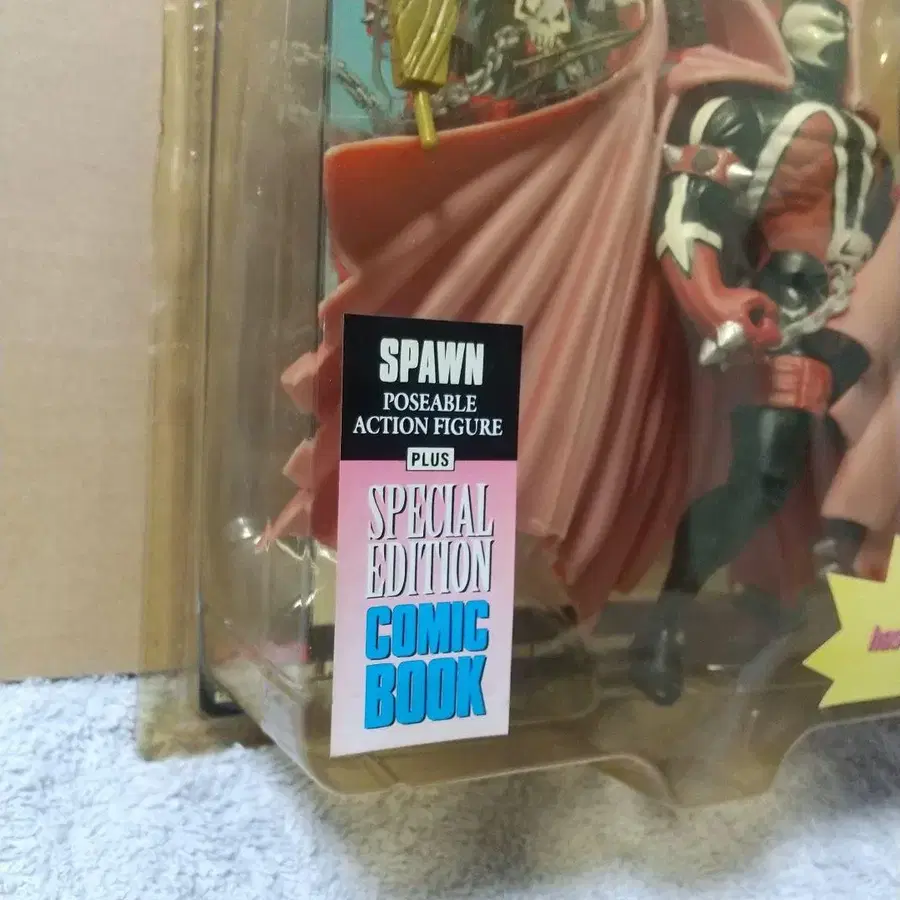 SPAWN
POSEABLE
ACTION FIGURE
PLUS
SPECIAL
EDITION
COMIC
BOOK